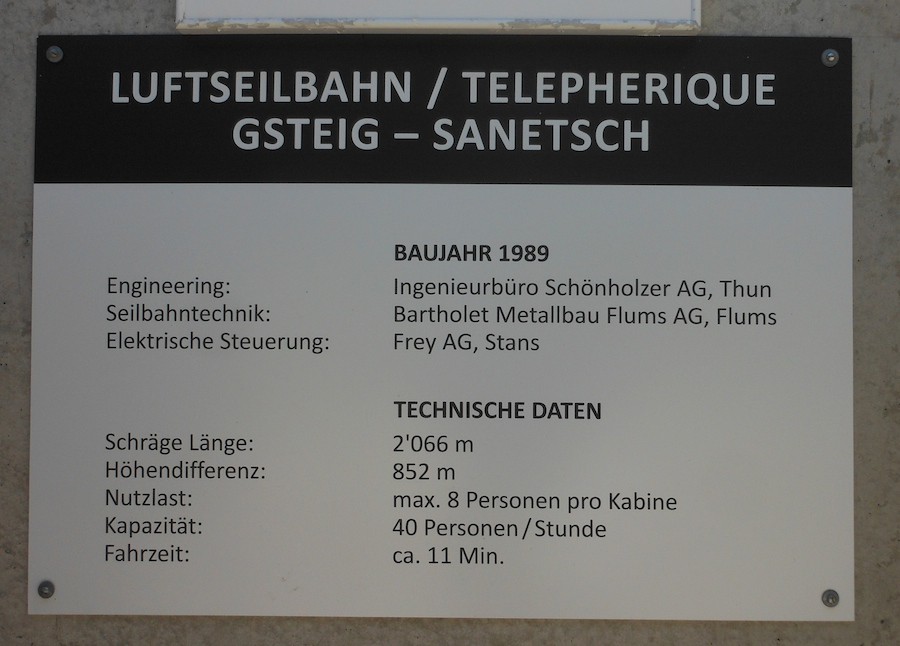 LUFTSEILBAHN / TELEPHERIQUE
GSTEIG – SANETSCH
BAUJAHR 1989
Engineering: Ingenieurbüro Schönholzer AG, Thun
Seilbahntechnik: Bartholet Metallbau Flums AG, Flums
Elektrische Steuerung: Frey AG, Stans
TECHNISCHE DATEN
Schräge Länge: 2'066 m
Höhendifferenz: 852 m
Nutzlast: max. 8 Personen pro Kabine
Kapazität: 40 Personen/Stunde
Fahrzeit: ca. 11 Min.